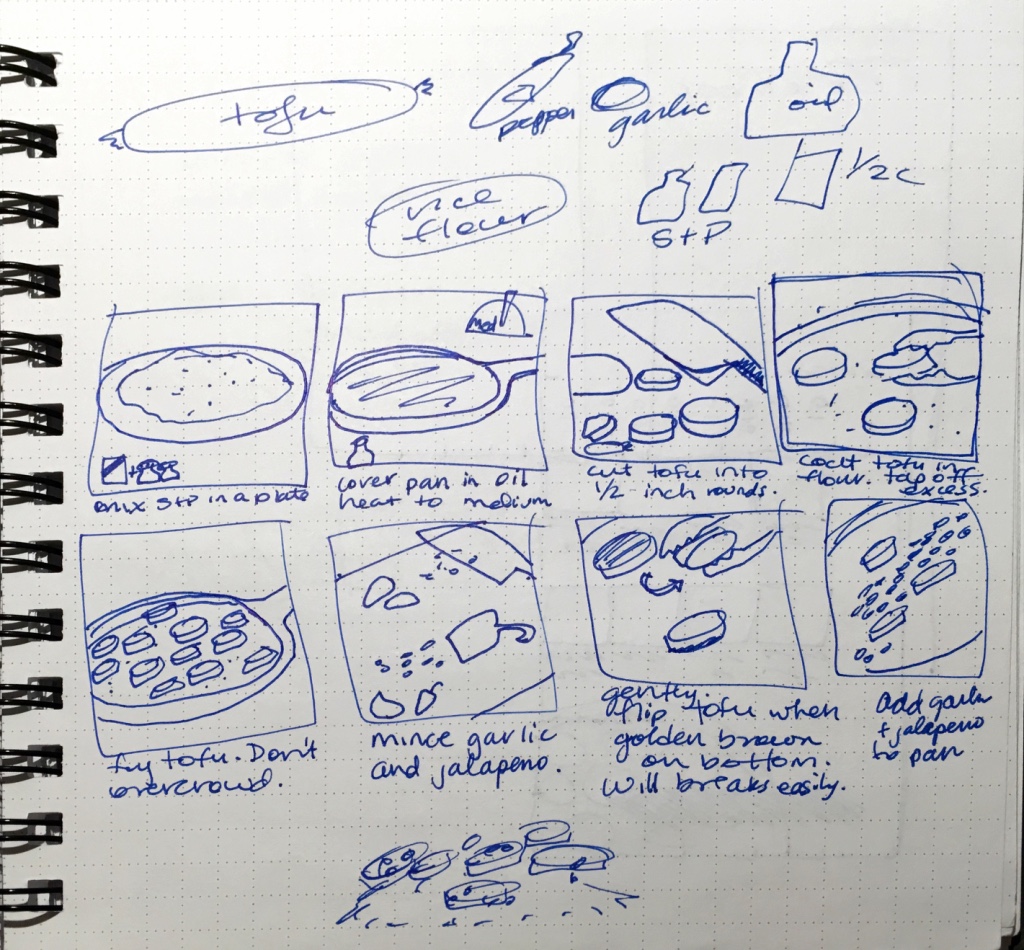 tofu
pepper
garlic
oil
rice
flour
S+P
1/2c
mix S+P in a plate
Med
cover pan in oil
heat to medium
cut tofu into
1/2 inch rounds.
coat tofu in
flour. tap off
excess.
fry tofu. Don't
overcrowd.
mince garlic
and jalapeno.
gently.
flip tofu when
golden brown
on bottom.
Will breaks easily.
add garlic
+ jalapeno
to pan